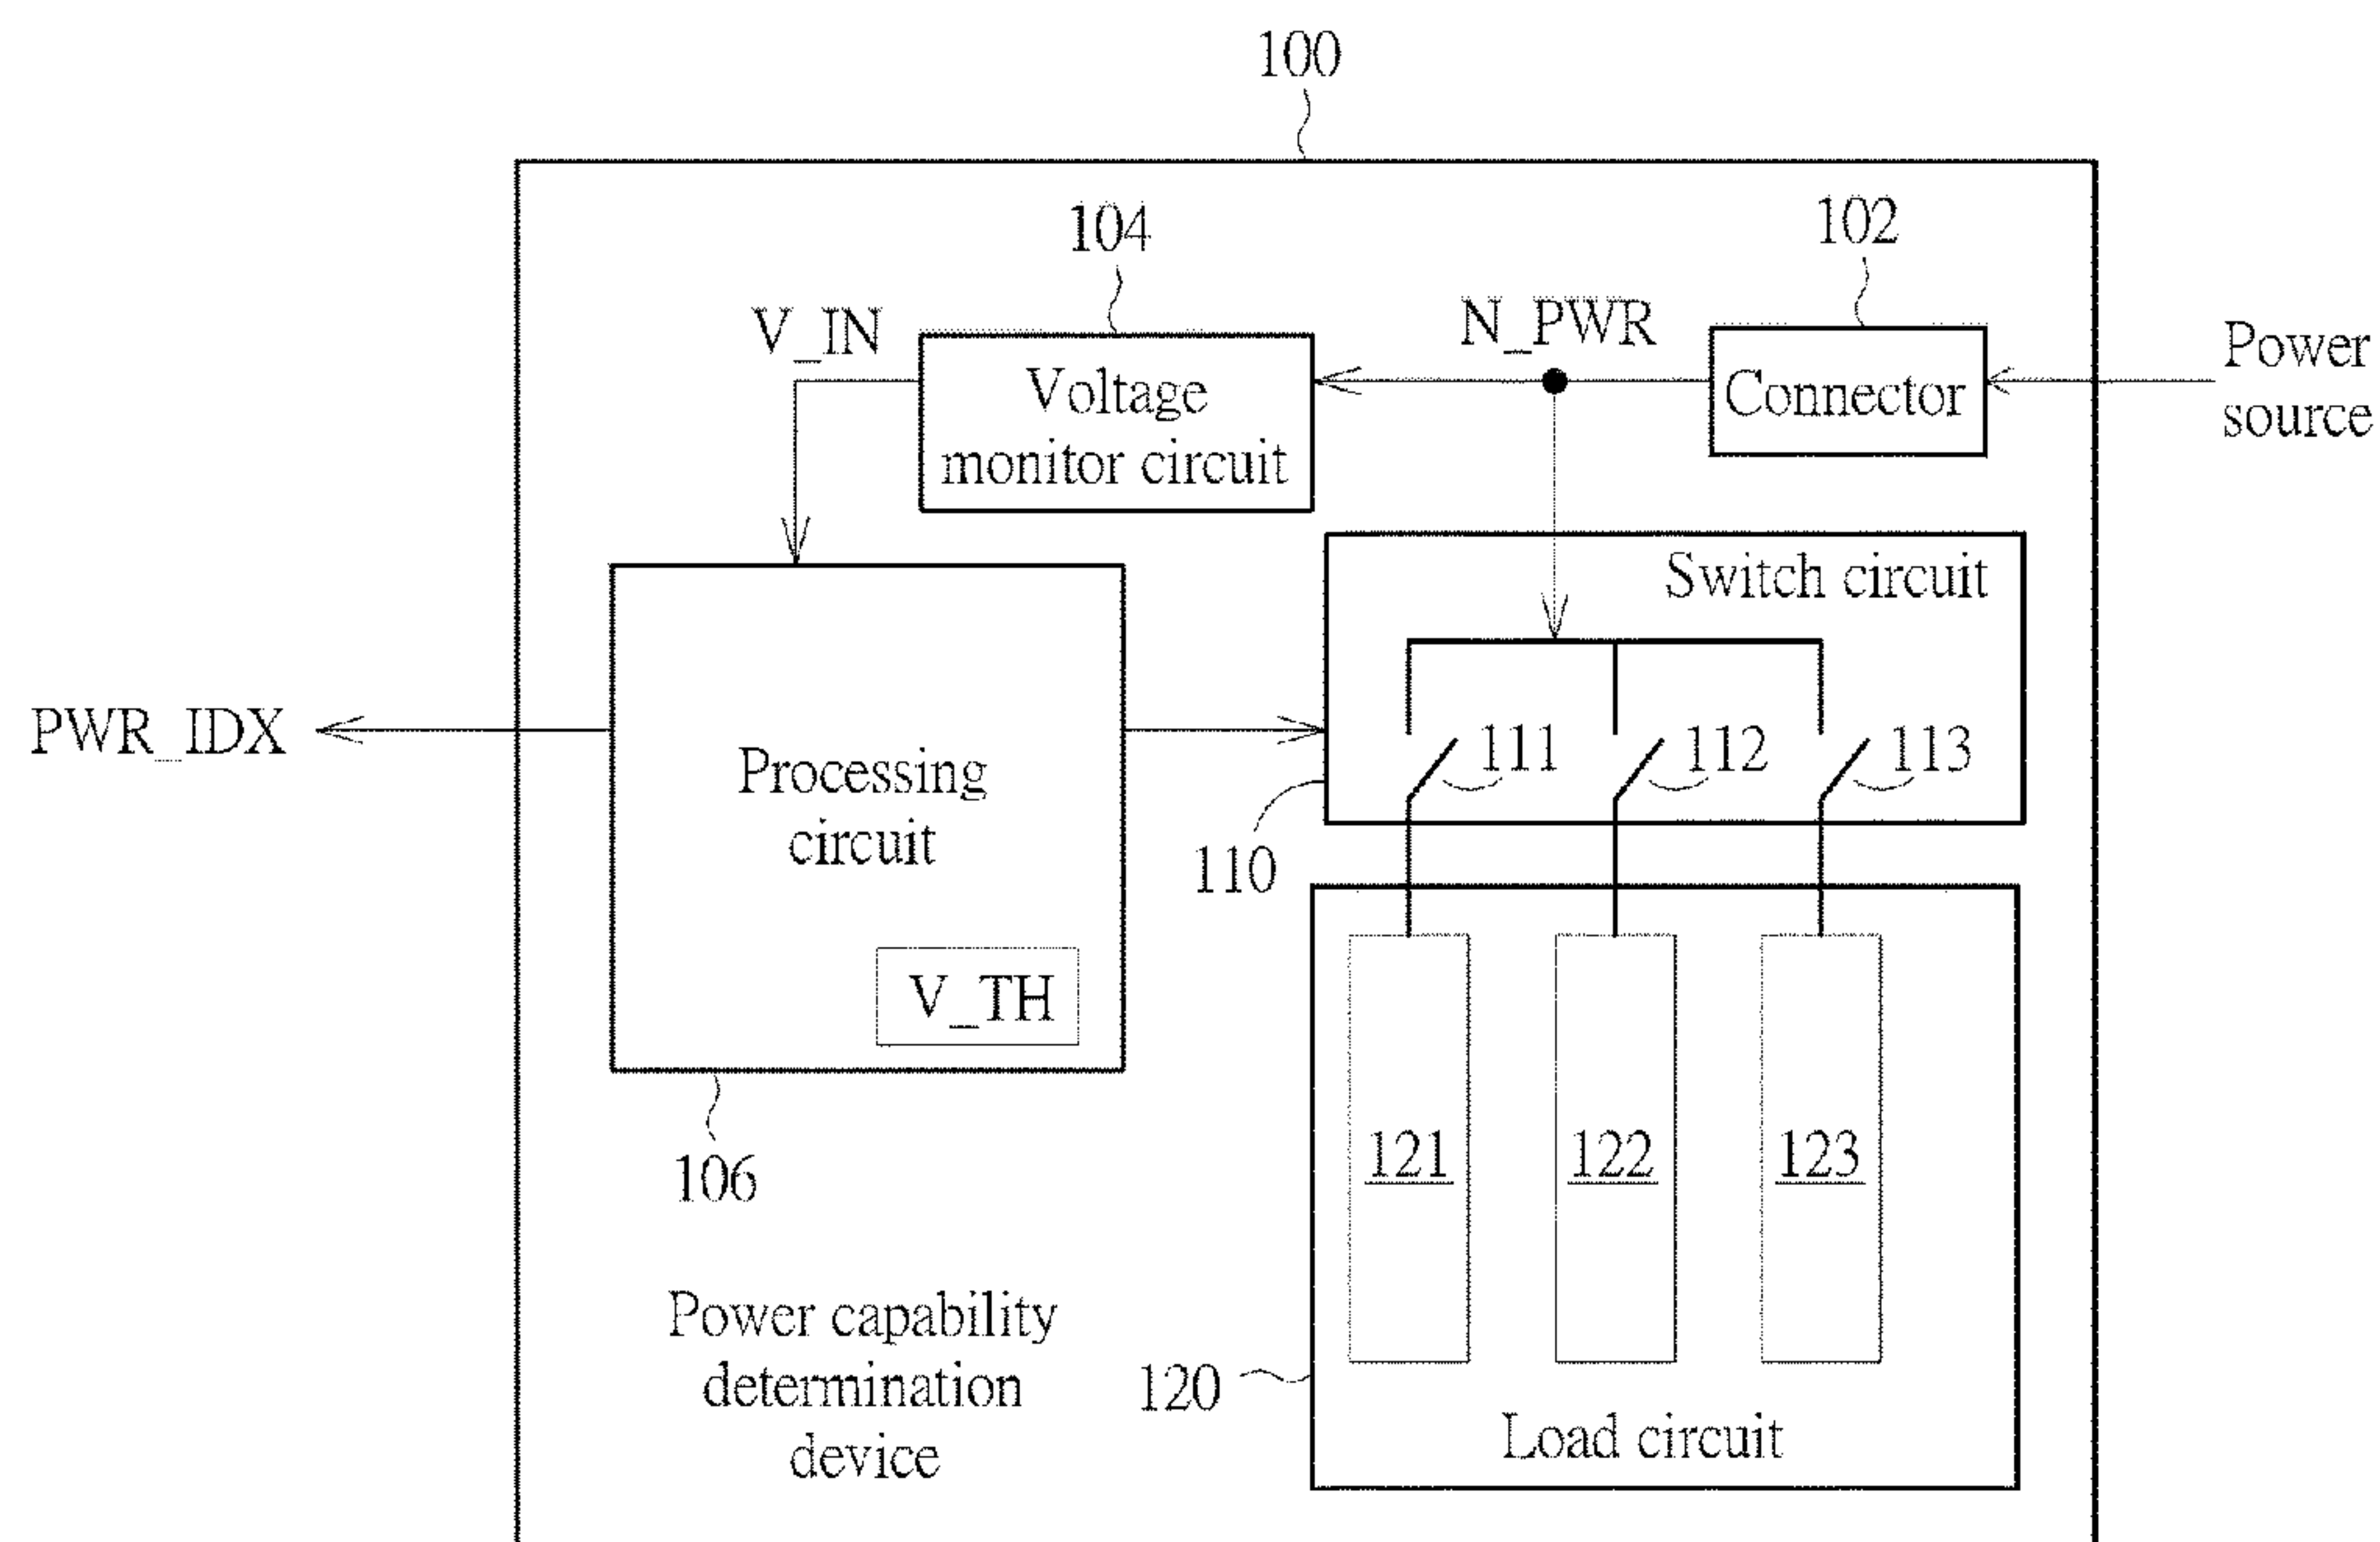 100
104
102
V_IN
N_PWR
Power
source
Voltage
monitor circuit
Connector
Switch circuit
PWR_IDX
Processing
circuit
111
112
113
110
V_TH
106
121
122
123
Power capability
determination
device
120
Load circuit